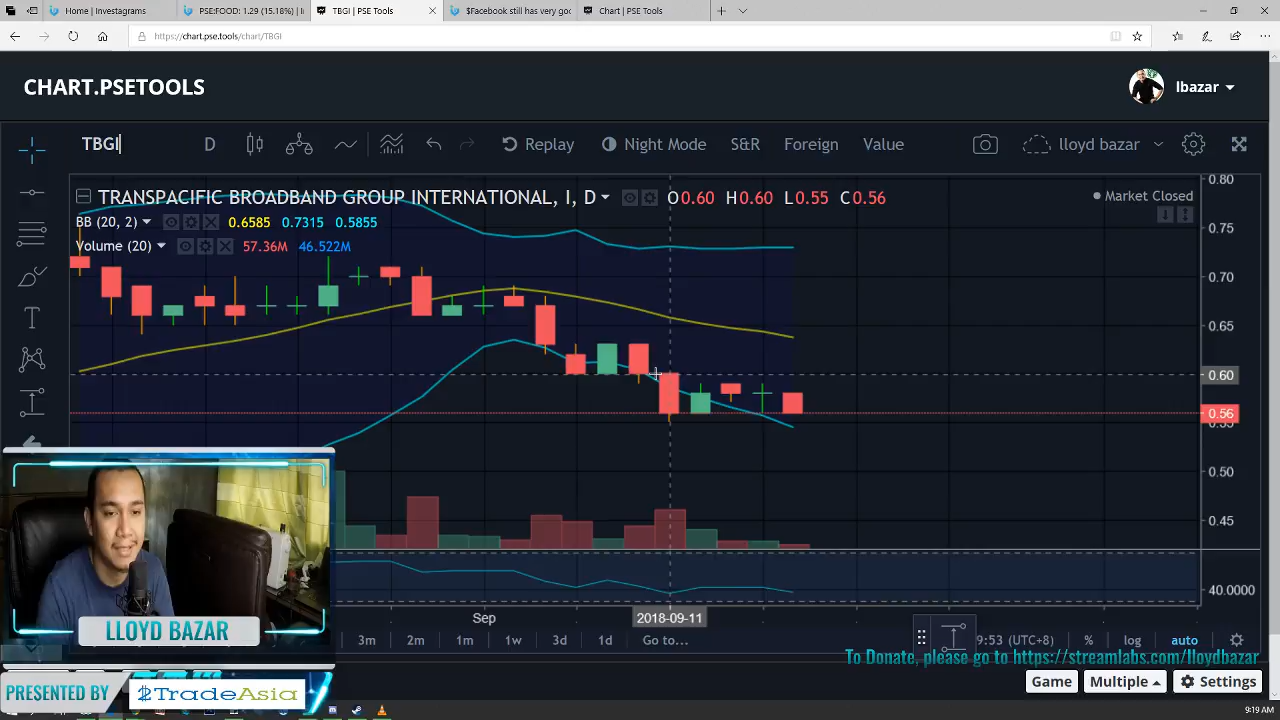 Home | Investagrams
PSE:FOOD: 1.29 (15.18%) | I
TBGI | PSE Tools
$Facebook still has very goo
Chart | PSE Tools
https://chart.pse.tools/chart/TBGI
CHART.PSETOOLS
lbazar
TBGI
D
Replay
Night Mode
S&R
Foreign
Value
lloyd bazar
TRANSPACIFIC BROADBAND GROUP INTERNATIONAL, I, D
O0.60 H0.60 L0.55 C0.56
Market Closed
BB (20, 2) 0.6585 0.7315 0.5855
Volume (20) 57.36M 46.522M
0.80
0.75
0.70
0.65
0.60
0.56
0.55
0.50
0.45
40.0000
Sep
2018-09-11
3m 2m 1m 1w 3d 1d Go to...
9:53 (UTC+8) % log auto
To Donate, please go to https://streamlabs.com/lloydbazar
LLOYD BAZAR
PRESENTED BY
$TradeAsia
Game
Multiple
Settings
9:19 AM